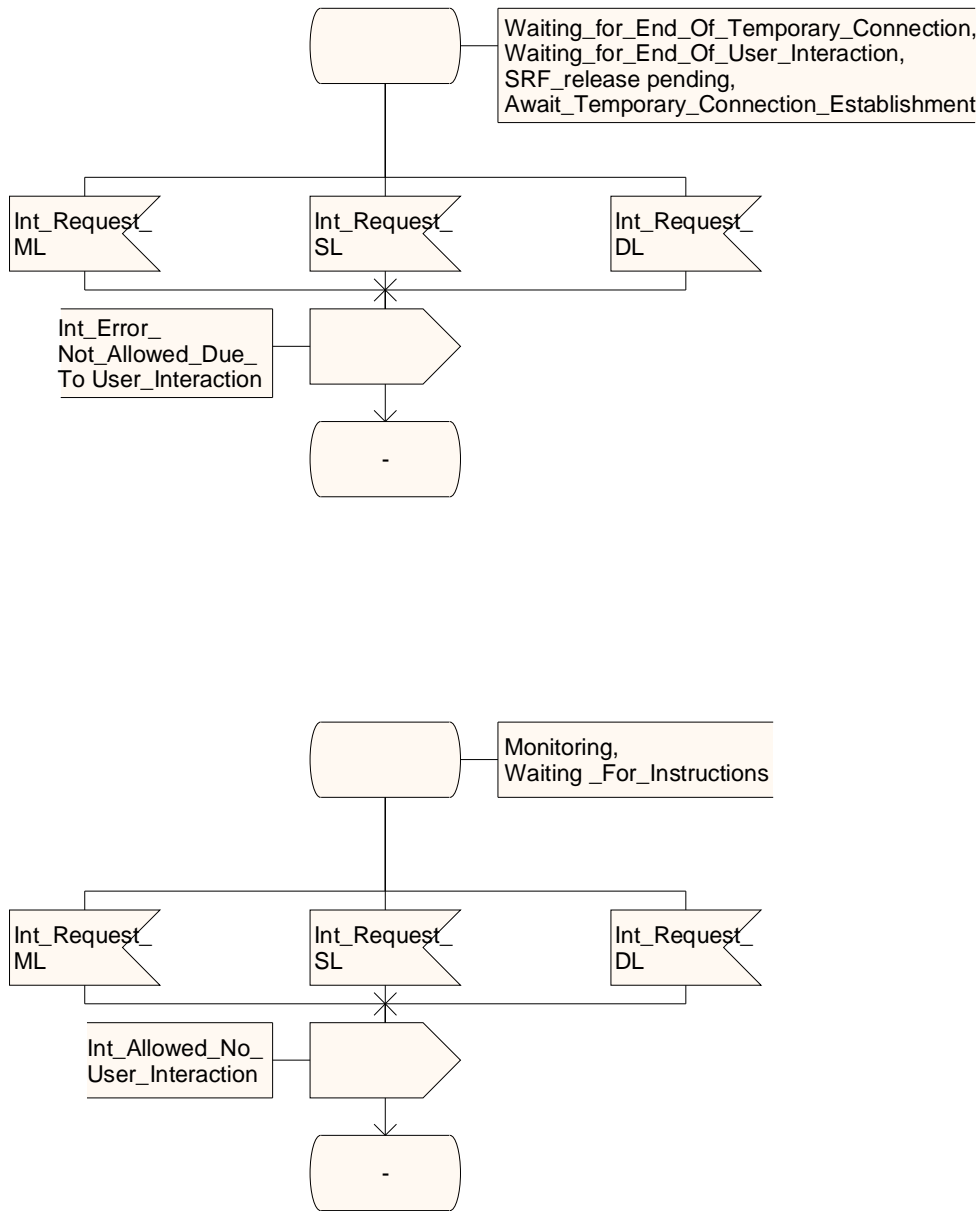 Waiting_for_End_Of_Temporary_Connection,
Waiting_for_End_Of_User_Interaction,
SRF_release pending,
Await_Temporary_Connection_Establishment
Int_Request_
ML
Int_Request_
SL
Int_Request_
DL
Int_Error_
Not_Allowed_Due_
To User_Interaction
-
Monitoring,
Waiting _For_Instructions
Int_Request_
ML
Int_Request_
SL
Int_Request_
DL
Int_Allowed_No_
User_Interaction
-